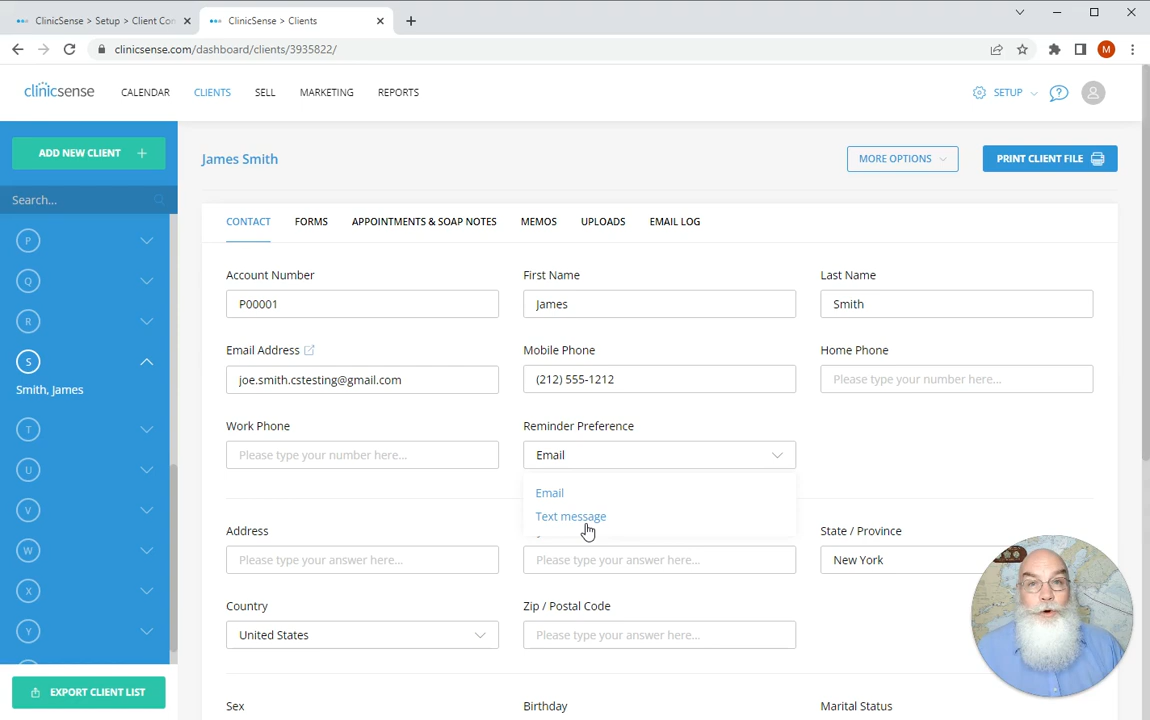 ClinicSense > Setup > Client Con
ClinicSense > Clients
clinicsense.com/dashboard/clients/3935822/
M
clinicsense
CALENDAR
CLIENTS
SELL
MARKETING
REPORTS
SETUP
?
ADD NEW CLIENT +
James Smith
MORE OPTIONS
PRINT CLIENT FILE
Search...
CONTACT
FORMS
APPOINTMENTS & SOAP NOTES
MEMOS
UPLOADS
EMAIL LOG
P
Q
R
S
Smith, James
T
U
V
W
X
Y
EXPORT CLIENT LIST
Account Number
First Name
Last Name
P00001
James
Smith
Email Address
Mobile Phone
Home Phone
joe.smith.cstesting@gmail.com
(212) 555-1212
Please type your number here...
Work Phone
Reminder Preference
Please type your number here...
Email
Email
Text message
Address
State / Province
Please type your answer here...
Please type your answer here...
New York
Country
Zip / Postal Code
United States
Please type your answer here...
Sex
Birthday
Marital Status